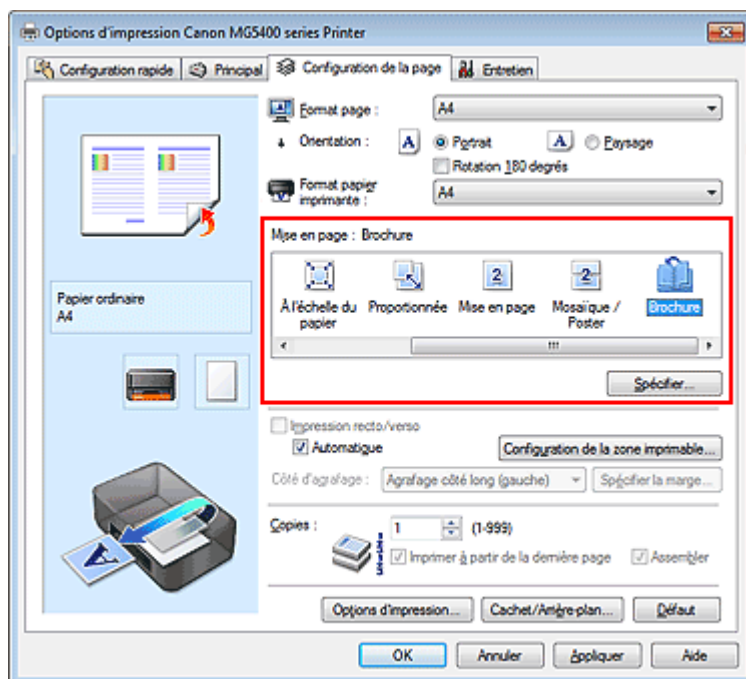 Options d'impression Canon MG5400 series Printer
Configuration rapide Principal Configuration de la page Entretien
Format page : A4
Orientation : A Portrait A Paysage
Rotation 180 degrés
Format papier imprimante : A4
Mise en page : Brochure
À l'échelle du papier Proportionnée Mise en page Mosaïque / Poster Brochure
Papier ordinaire
A4
Spécifier...
Impression recto/verso
Automatique Configuration de la zone imprimable...
Côté d'agrafage : Agrafage côté long (gauche) Spécifier la marge...
Copies : 1 (1-999)
Imprimer à partir de la dernière page Assembler
Options d'impression... Cachet/Arrière-plan... Défaut
OK Annuler Appliquer Aide